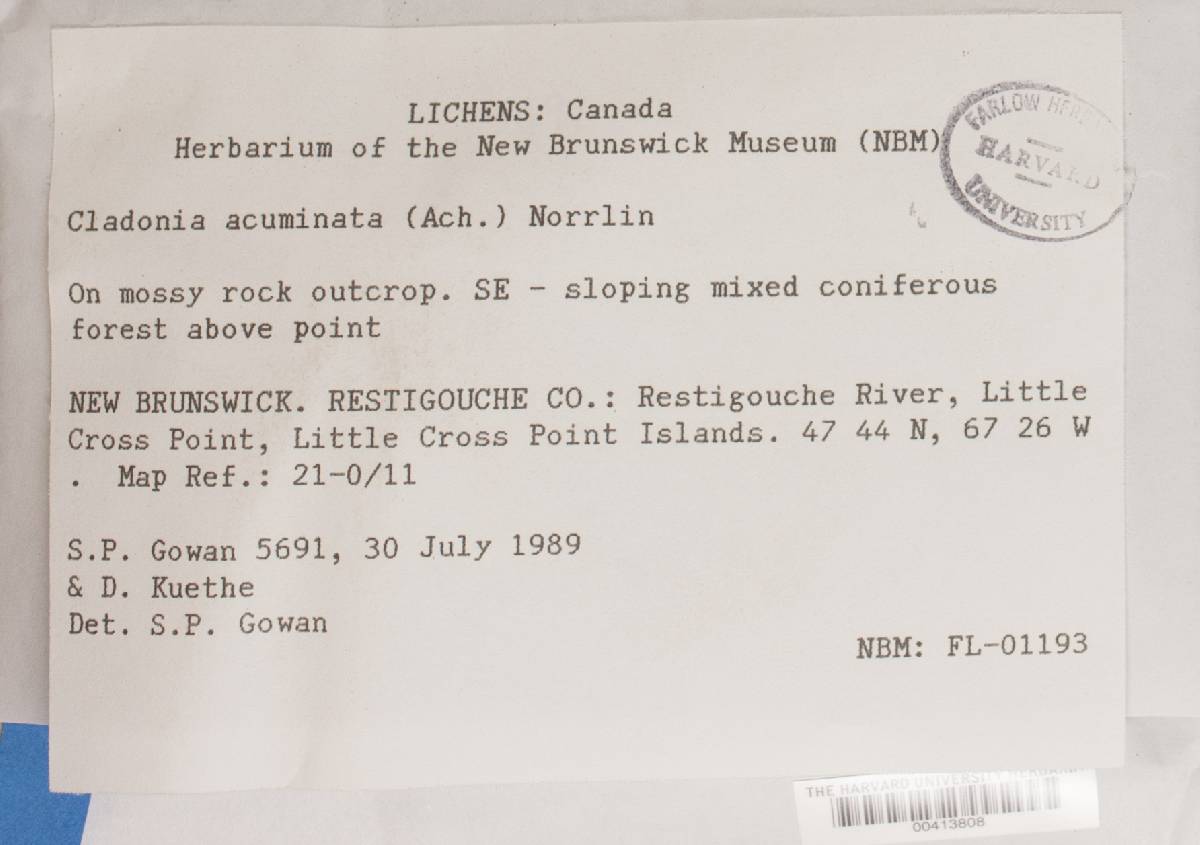 LICHENS: Canada
Herbarium of the New Brunswick Museum (NBM)
FARLOW
HARVARD
UNIVERSITY
Cladonia acuminata (Ach.) Norrlin
On mossy rock outcrop. SE - sloping mixed coniferous
forest above point
NEW BRUNSWICK. RESTIGOUCHE CO.: Restigouche River, Little
Cross Point, Little Cross Point Islands. 47 44 N, 67 26 W
. Map Ref.: 21-O/11
S.P. Gowan 5691, 30 July 1989
& D. Kuethe
Det. S.P. Gowan
NBM: FL-01193
THE HARVARD UNIVERSITY
00413808